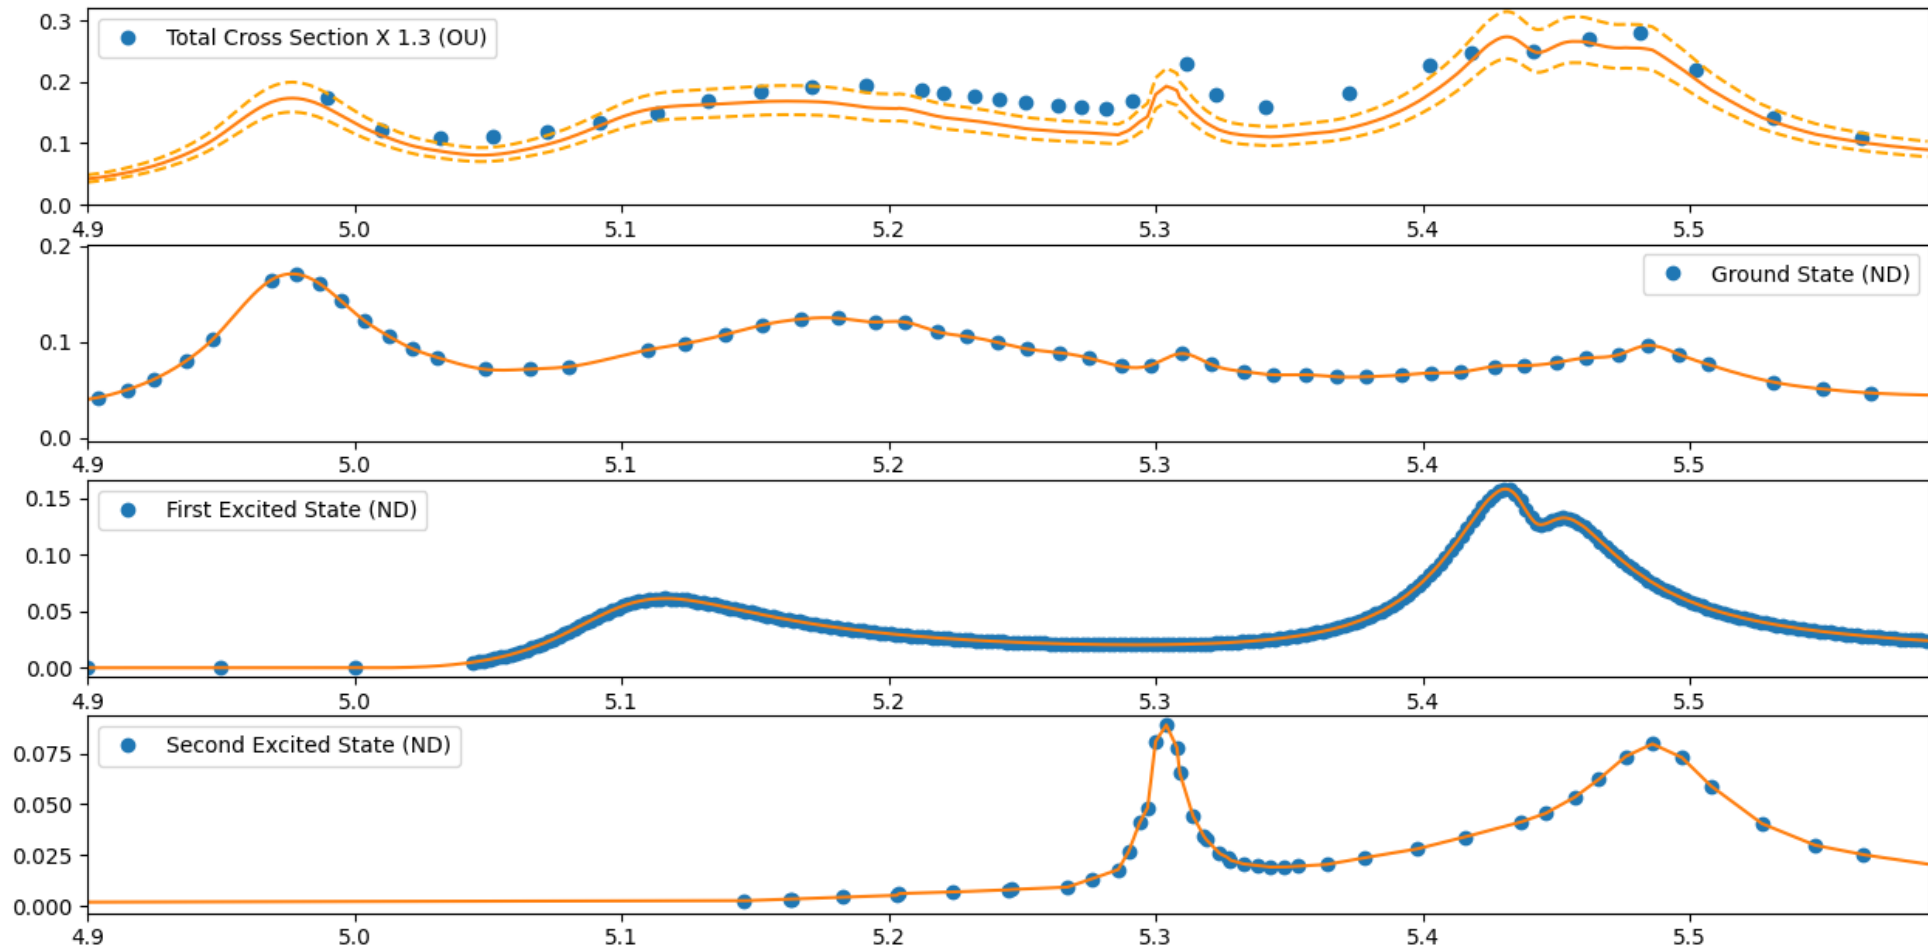 0.3
0.2
0.1
0.0
Total Cross Section X 1.3 (OU)
4.9 5.0 5.1 5.2 5.3 5.4 5.5
0.2
0.1
0.0
Ground State (ND)
4.9 5.0 5.1 5.2 5.3 5.4 5.5
0.15
0.10
0.05
0.00
First Excited State (ND)
4.9 5.0 5.1 5.2 5.3 5.4 5.5
0.075
0.050
0.025
0.000
Second Excited State (ND)
4.9 5.0 5.1 5.2 5.3 5.4 5.5